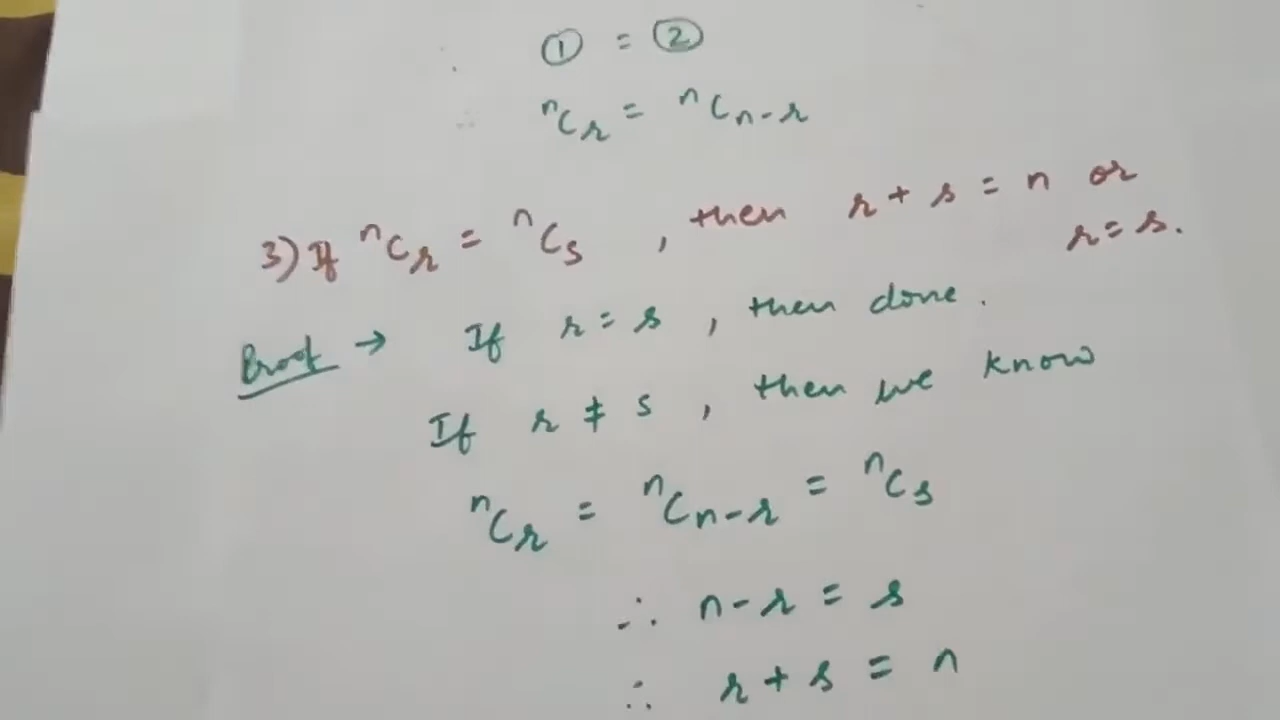 ① = ②
ⁿCᵣ = ⁿCₙ₋ᵣ
3) If ⁿCᵣ = ⁿCₛ , then r + s = n or
r = s.
Proof → If r = s , then done .
If r ≠ s , then we know
ⁿCᵣ = ⁿCₙ₋ᵣ = ⁿCₛ
∴ n - r = s
∴ r + s = n